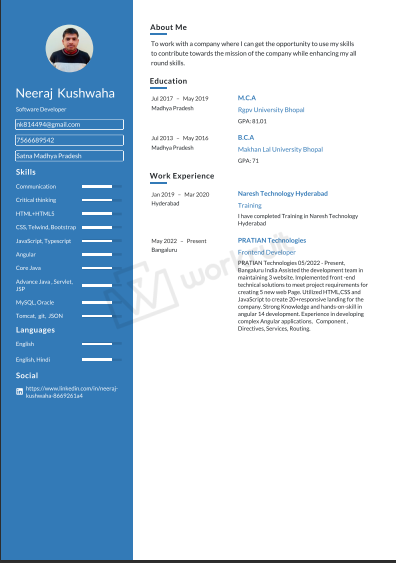 Neeraj Kushwaha
Software Developer
nk814494@gmail.com
7566689542
Satna Madhya Pradesh
Skills
Communication
Critical thinking
HTML+HTML5
CSS, Telwind, Bootstrap
JavaScript, Typescript
Angular
Core Java
Advance Java , Servlet,
JSP
MySQL, Oracle
Tomcat, git, JSON
Languages
English
English, Hindi
Social
https://www.linkedin.com/in/neeraj-
kushwaha-8669261a4
About Me
To work with a company where I can get the opportunity to use my skills
to contribute towards the mission of the company while enhancing my all
round skills.
Education
Jul 2017 - May 2019
Madhya Pradesh
M.C.A
Rgpv University Bhopal
GPA: 81.01
Jul 2013 - May 2016
Madhya Pradesh
B.C.A
Makhan Lal University Bhopal
GPA: 71
Work Experience
Jan 2019 - Mar 2020
Hyderabad
Naresh Technology Hyderabad
Training
I have completed Training in Naresh Technology
Hyderabad
May 2022 - Present
Bangaluru
PRATIAN Technologies
Frontend Developer
PRATIAN Technologies 05/2022 - Present,
Bangaluru India Assisted the development team in
maintaining 3 website, Implemented front -end
technical solutions to meet project requirements for
creating 5 new web Page. Utilized HTML,CSS and
JavaScript to create 20+responsive landing for the
company. Strong Knowledge and hands-on-skill in
angular 14 development. Experience in developing
complex Angular applications, Component ,
Directives, Services, Routing.